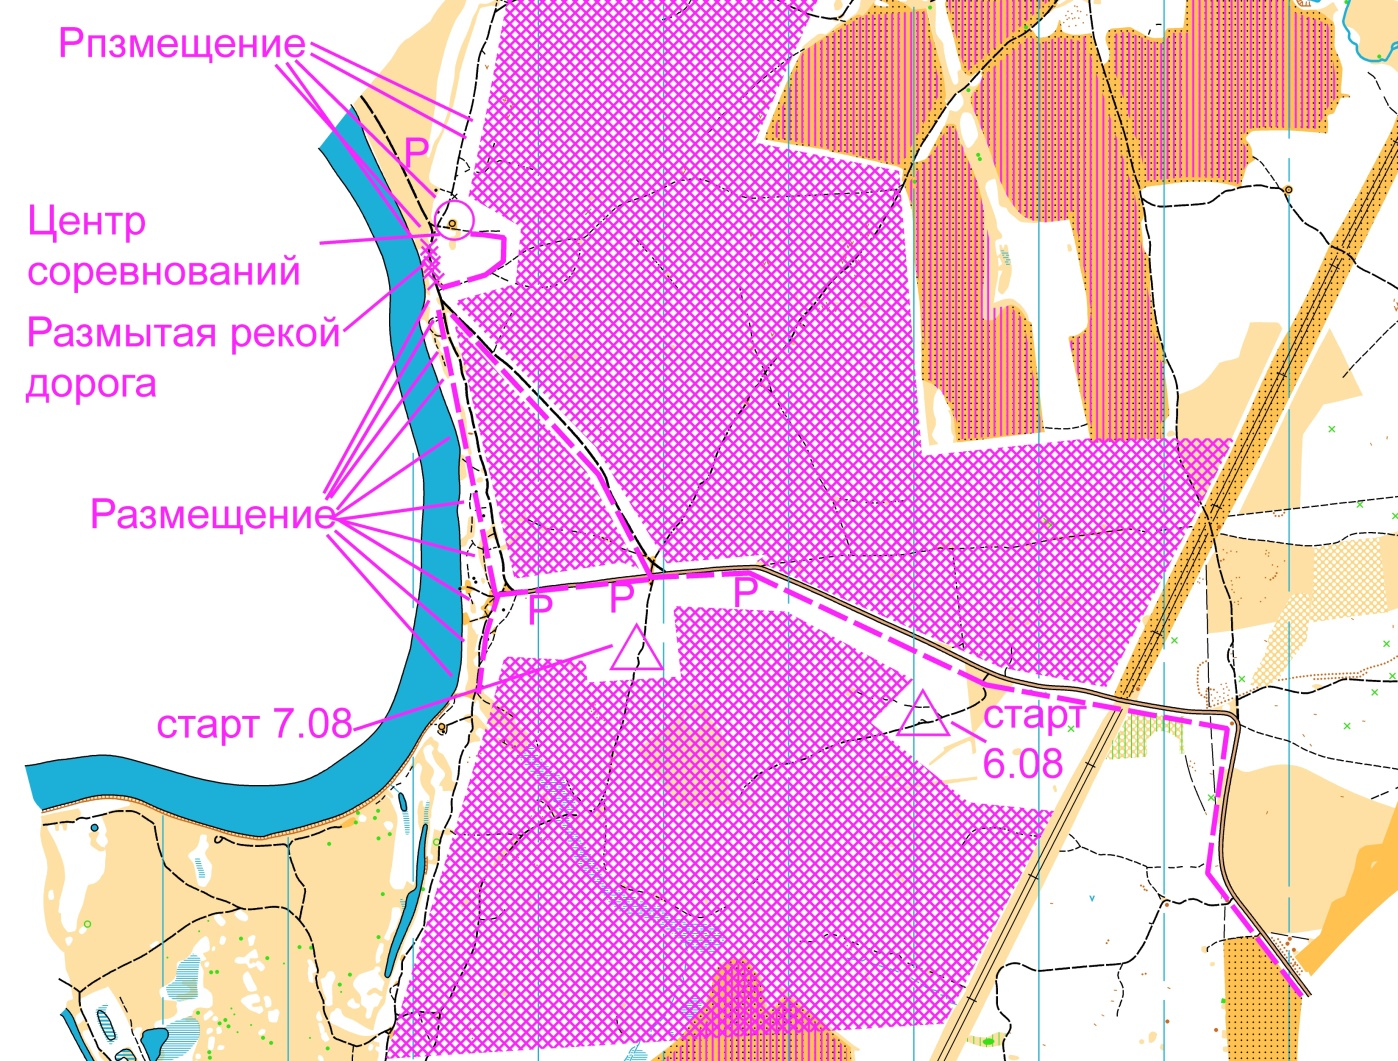 Рпзмещение
P
Центр
соревнований
Размытая рекой
дорога
Размещение
P
P
P
старт 7.08
старт
6.08